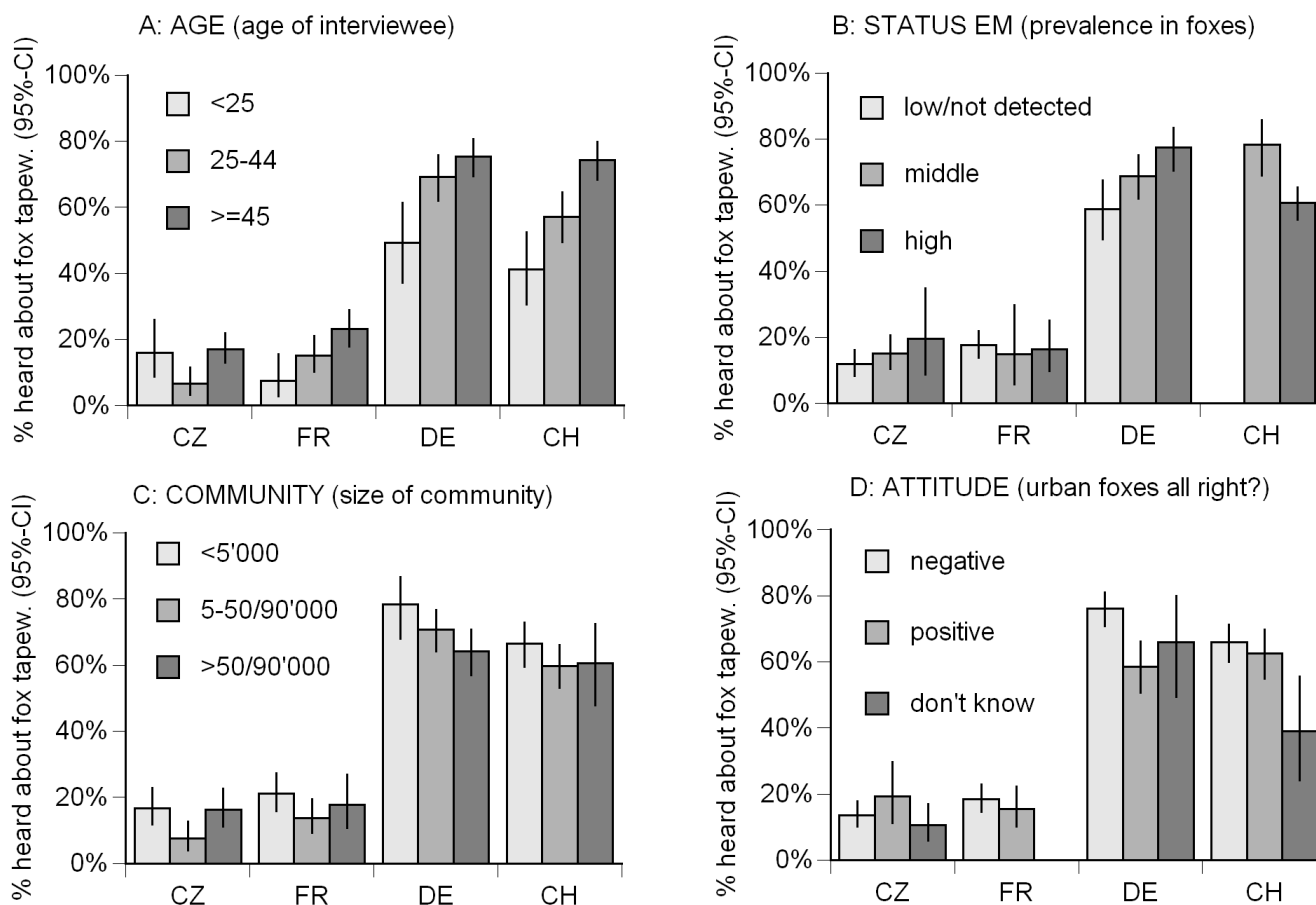 A: AGE (age of interviewee)
% heard about fox tapew. (95%-CI)
100%
80%
60%
40%
20%
0%
<25
25-44
>=45
CZ FR DE CH
B: STATUS EM (prevalence in foxes)
% heard about fox tapew. (95%-CI)
100%
80%
60%
40%
20%
0%
low/not detected
middle
high
CZ FR DE CH
C: COMMUNITY (size of community)
% heard about fox tapew. (95%-CI)
100%
80%
60%
40%
20%
0%
<5'000
5-50/90'000
>50/90'000
CZ FR DE CH
D: ATTITUDE (urban foxes all right?)
% heard about fox tapew. (95%-CI)
100%
80%
60%
40%
20%
0%
negative
positive
don't know
CZ FR DE CH